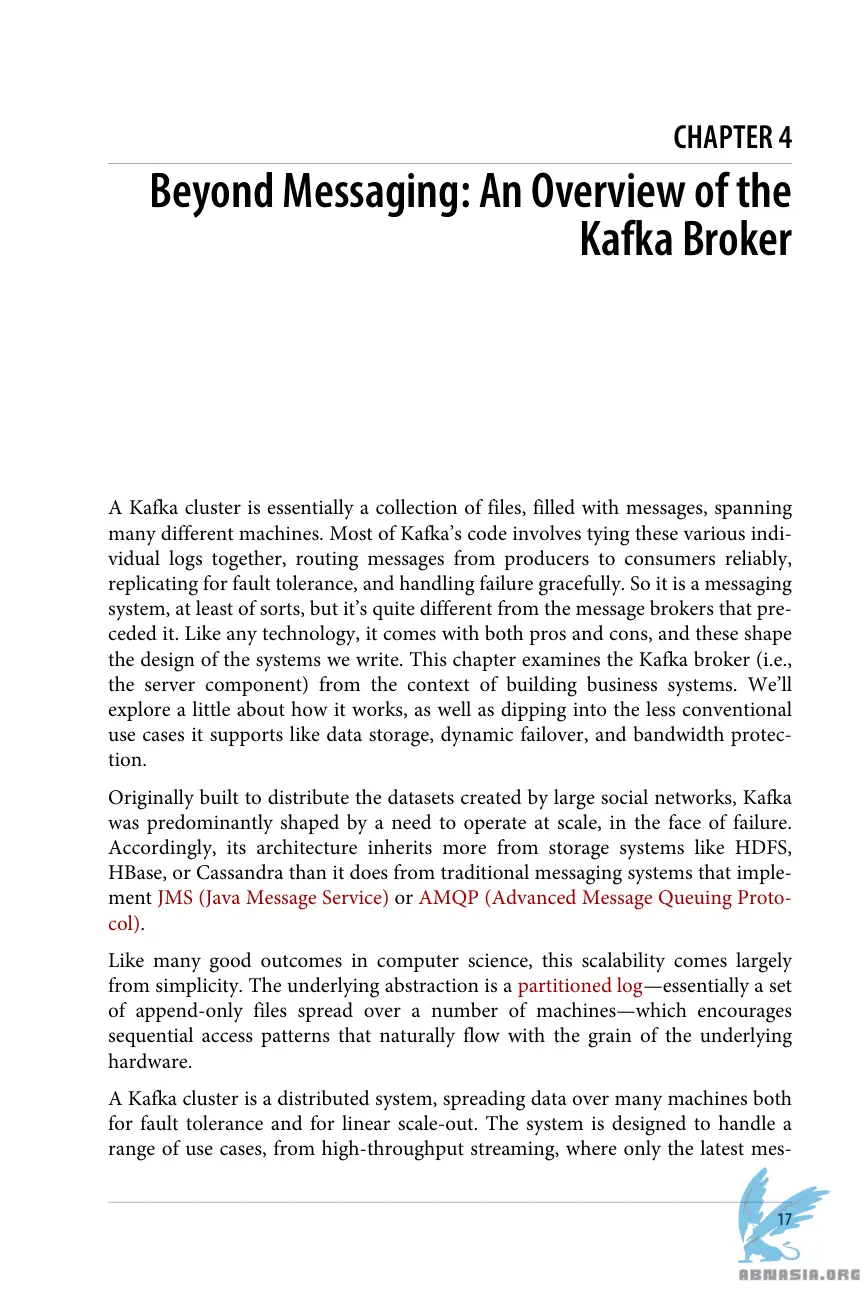 CHAPTER 4
Beyond Messaging: An Overview of the
Kafka Broker
A Kafka cluster is essentially a collection of files, filled with messages, spanning
many different machines. Most of Kafka’s code involves tying these various indi-
vidual logs together, routing messages from producers to consumers reliably,
replicating for fault tolerance, and handling failure gracefully. So it is a messaging
system, at least of sorts, but it’s quite different from the message brokers that pre-
ceded it. Like any technology, it comes with both pros and cons, and these shape
the design of the systems we write. This chapter examines the Kafka broker (i.e.,
the server component) from the context of building business systems. We’ll
explore a little about how it works, as well as dipping into the less conventional
use cases it supports like data storage, dynamic failover, and bandwidth protec-
tion.
Originally built to distribute the datasets created by large social networks, Kafka
was predominantly shaped by a need to operate at scale, in the face of failure.
Accordingly, its architecture inherits more from storage systems like HDFS,
HBase, or Cassandra than it does from traditional messaging systems that imple-
ment JMS (Java Message Service) or AMQP (Advanced Message Queuing Proto-
col).
Like many good outcomes in computer science, this scalability comes largely
from simplicity. The underlying abstraction is a partitioned log—essentially a set
of append-only files spread over a number of machines—which encourages
sequential access patterns that naturally flow with the grain of the underlying
hardware.
A Kafka cluster is a distributed system, spreading data over many machines both
for fault tolerance and for linear scale-out. The system is designed to handle a
range of use cases, from high-throughput streaming, where only the latest mes-
17
ABNASIA.ORG